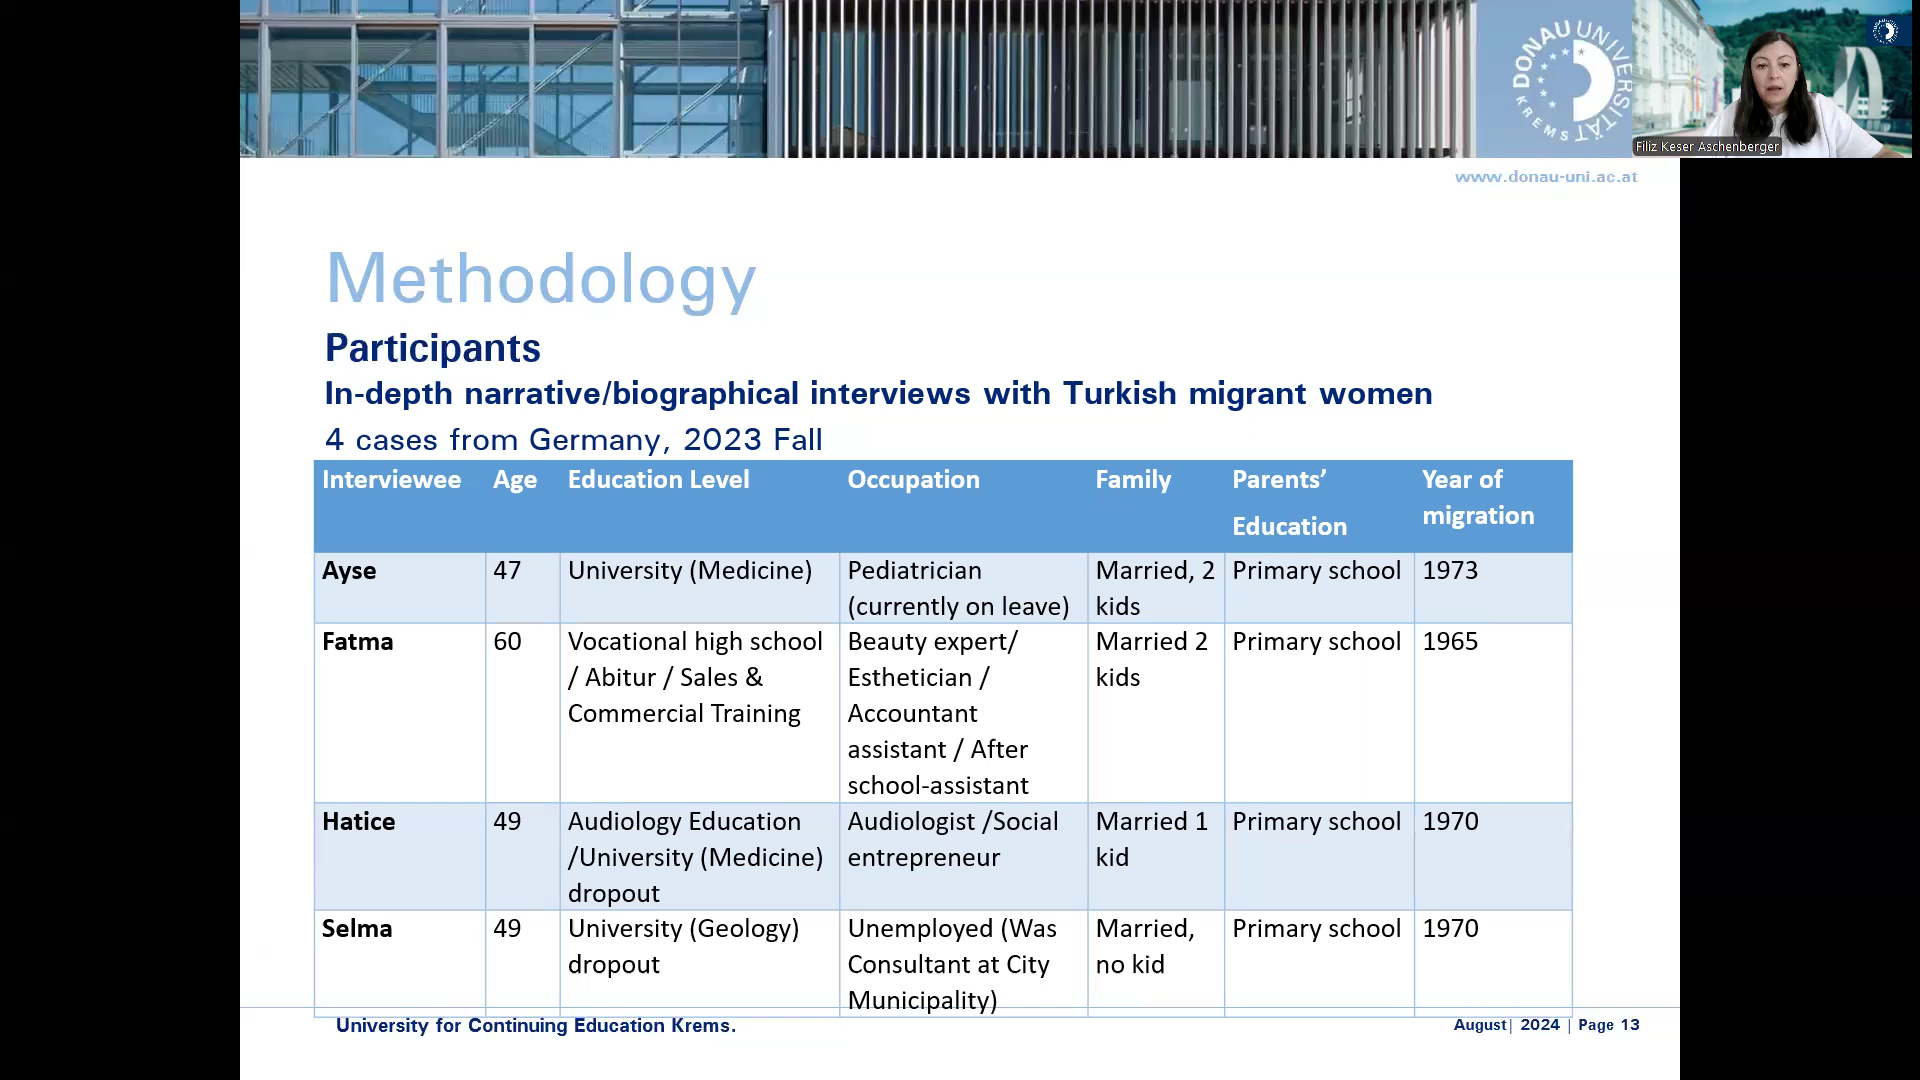 DONAU UNIVERSITÄT KREMS
Filiz Keser Aschenberger
www.donau-uni.ac.at
Methodology
Participants
In-depth narrative/biographical interviews with Turkish migrant women
4 cases from Germany, 2023 Fall
Interviewee Age Education Level Occupation Family Parents’ Education Year of migration
Ayse 47 University (Medicine) Pediatrician (currently on leave) Married, 2 kids Primary school 1973
Fatma 60 Vocational high school / Abitur / Sales & Commercial Training Beauty expert/ Esthetician / Accountant assistant / After school-assistant Married 2 kids Primary school 1965
Hatice 49 Audiology Education /University (Medicine) dropout Audiologist /Social entrepreneur Married 1 kid Primary school 1970
Selma 49 University (Geology) dropout Unemployed (Was Consultant at City Municipality) Married, no kid Primary school 1970
University for Continuing Education Krems.
August| 2024 | Page 13